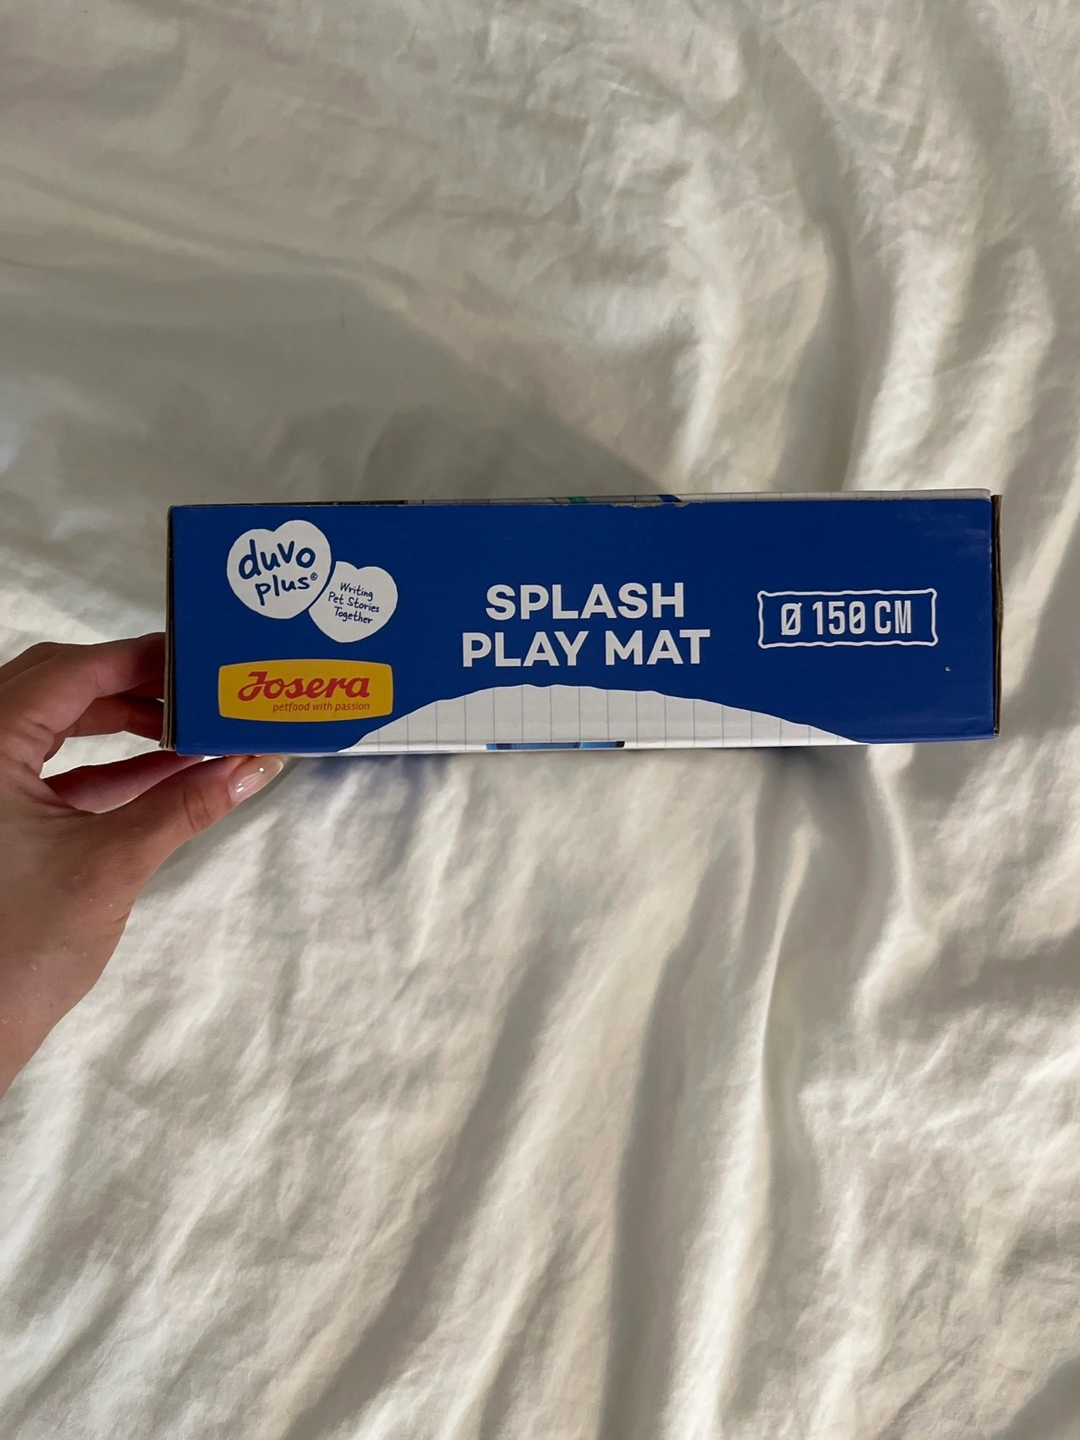 duvo
plus®
Writing
Pet Stories
Together
Josera
petfood with passion
SPLASH
PLAY MAT
Ø 150 CM